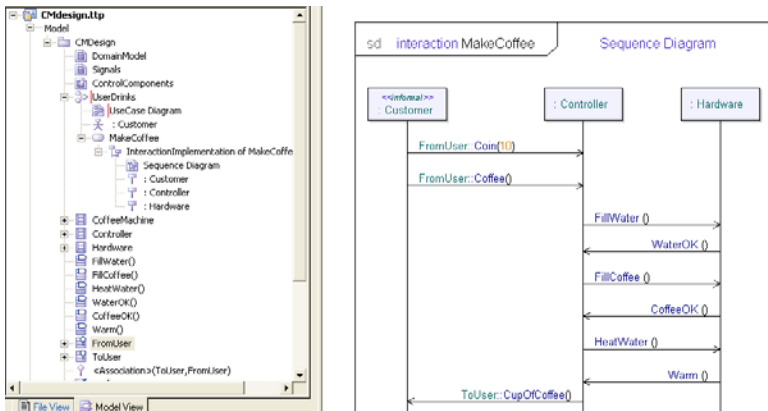 CMdesign.ttp
Model
CMDesign
DomainModel
Signals
ControlComponents
UserDrinks
UseCase Diagram
: Customer
MakeCoffee
InteractionImplementation of MakeCoffe
Sequence Diagram
: Customer
: Controller
: Hardware
CoffeeMachine
Controller
Hardware
FillWater()
FillCoffee()
HeatWater()
WaterOK()
CoffeeOK()
Warm()
FromUser
ToUser
<Association>(ToUser,FromUser)
File View Model View
sd interaction MakeCoffee Sequence Diagram
<<informal>>
: Customer : Controller : Hardware
FromUser::Coin(10)
FromUser::Coffee()
FillWater ()
WaterOK ()
FillCoffee ()
CoffeeOK ()
HeatWater ()
Warm ()
ToUser::CupOfCoffee()